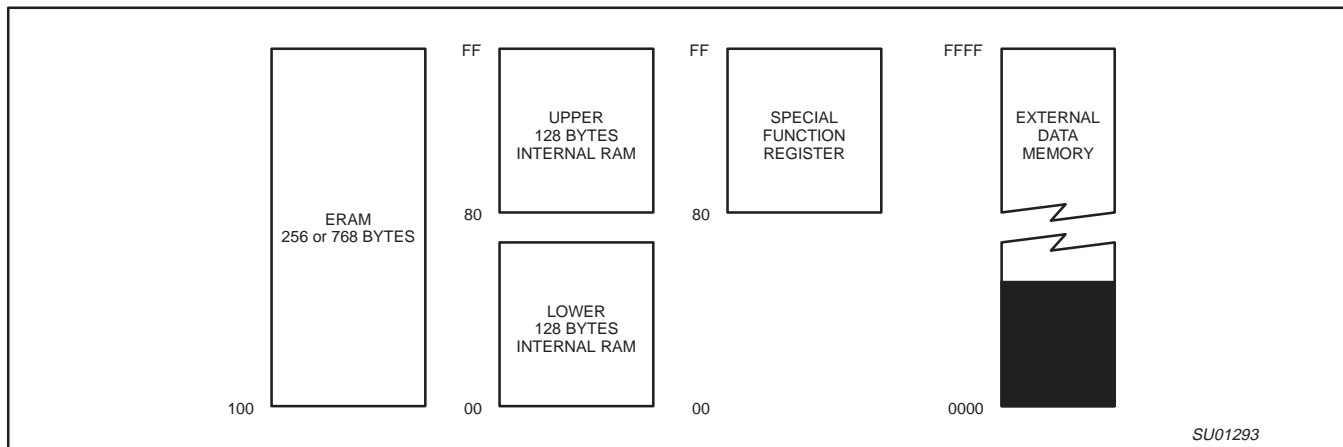 ERAM
256 or 768 BYTES
100
FF
UPPER
128 BYTES
INTERNAL RAM
80
LOWER
128 BYTES
INTERNAL RAM
00
FF
SPECIAL
FUNCTION
REGISTER
80
00
FFFF
EXTERNAL
DATA
MEMORY
0000
SU01293